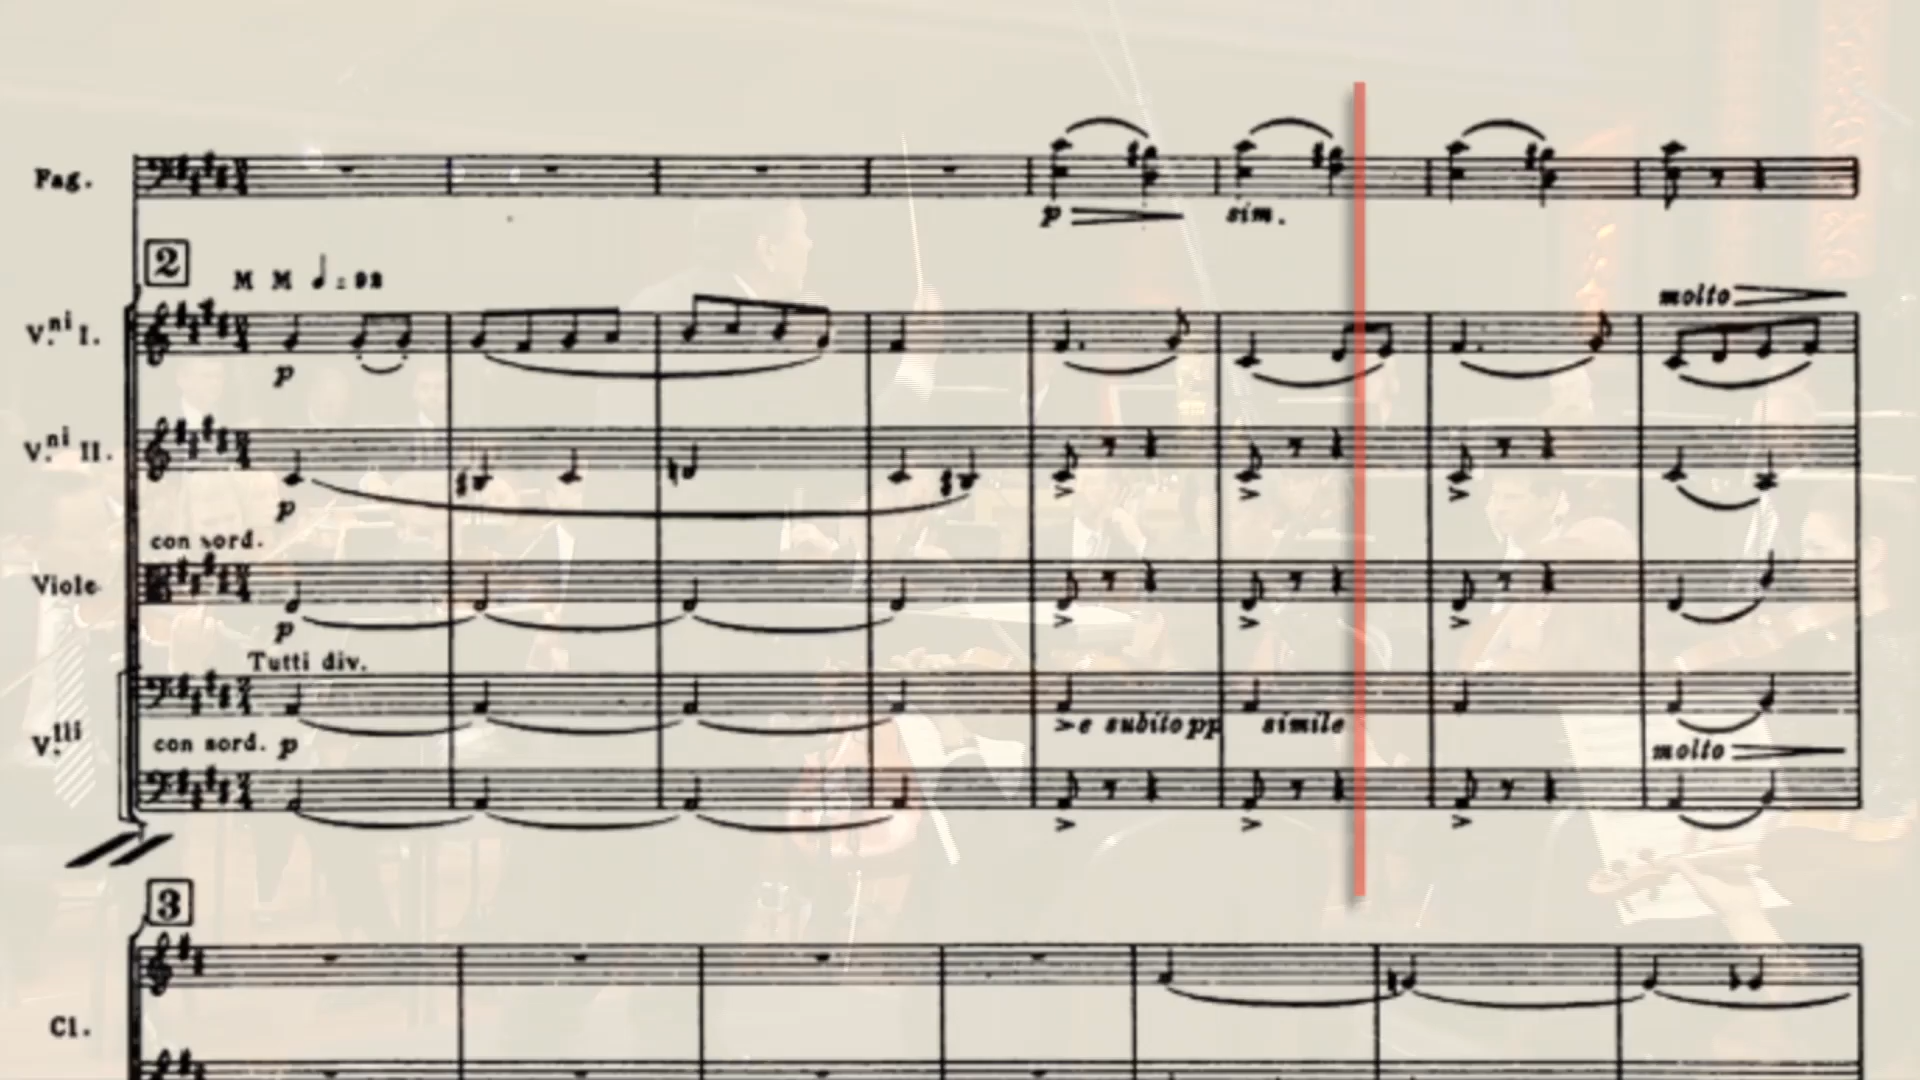 Fag.
p sim.
2
M M = 92
molto
V.ni I.
p
V.ni II.
p
con sord.
Viole
p
Tutti div.
> e subito pp simile
V.lli
con sord. p
molto
3
Cl.